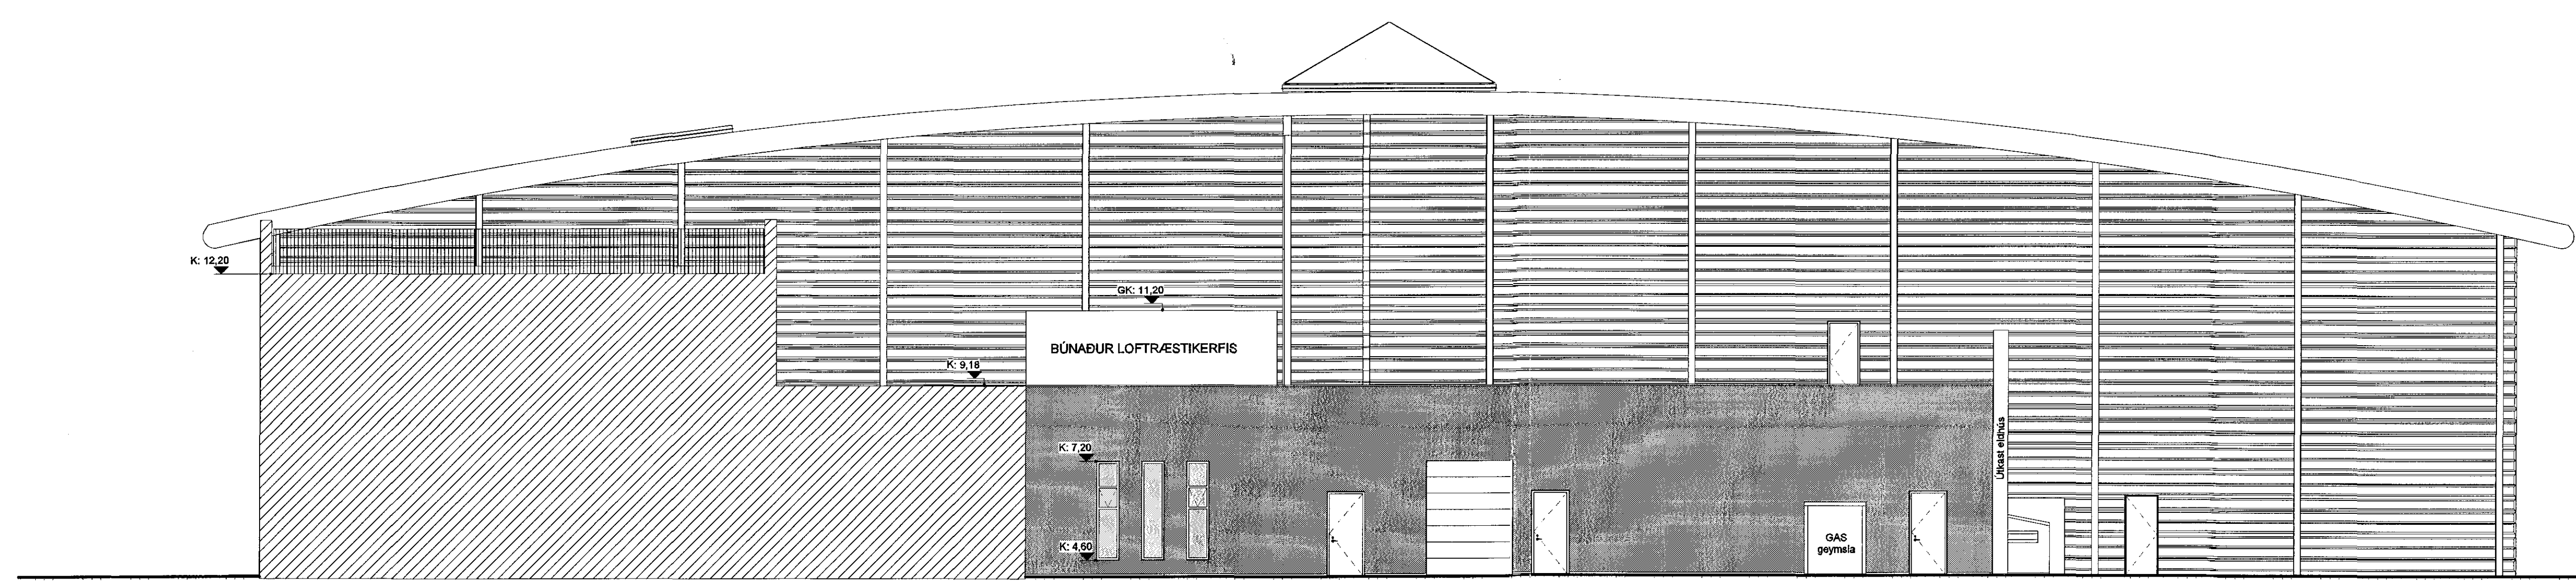 K: 12,20
GK: 11,20
BÚNAÐUR LOFTRÆSTIKERFIS
K: 9,18
K: 7,20
Útkast eldhús
K: 4,60
GAS
geymsla